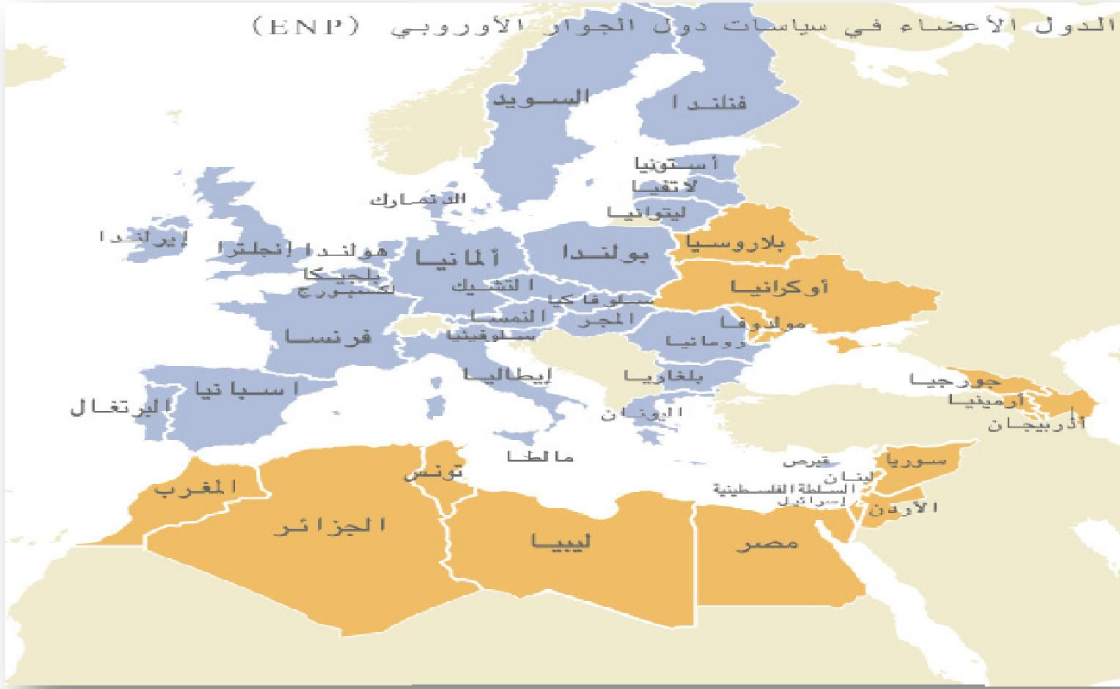 الدول الأعضاء في سياسات دول الجوار الأوروبي (ENP)
السويد
فنلندا
أستونيا
لاتفيا
الدنمارك
ليتوانيا
إيرلندا
إنجلترا
هولندا
ألمانيا
بولندا
بلاروسيا
بلجيكا
لكسمبورج
التشيك
سلوفاكيا
أوكرانيا
فرنسا
النمسا
المجر
مولدوفا
سلوفينيا
رومانيا
إيطاليا
بلغاريا
جورجيا
اسبانيا
البرتغال
اليونان
أرمينيا
أذربيجان
مالطا
قبرص
سوريا
تونس
لبنان
المغرب
السلطة الفلسطينية
إسرائيل
الأردن
الجزائر
ليبيا
مصر